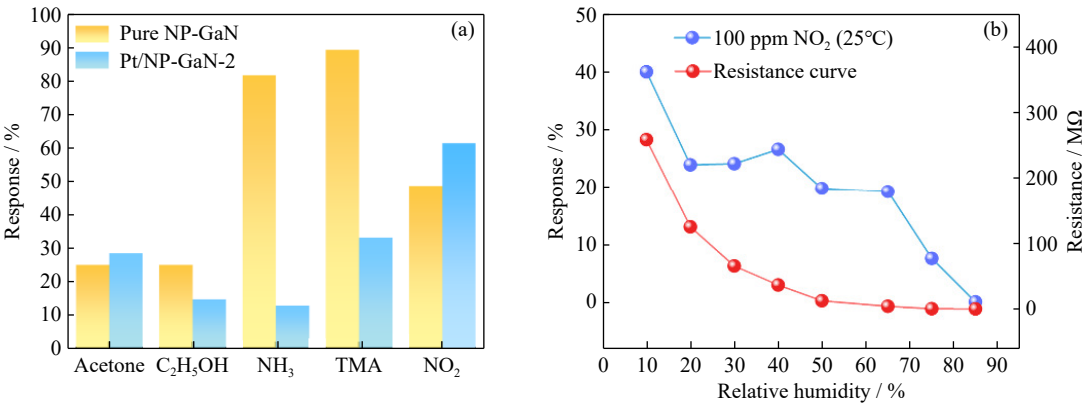 (a)
Pure NP-GaN
Pt/NP-GaN-2
Response / %
100
90
80
70
60
50
40
30
20
10
0
Acetone C₂H₅OH NH₃ TMA NO₂
(b)
100 ppm NO₂ (25℃)
Resistance curve
Response / %
50
40
30
20
10
0
Resistance / MΩ
400
300
200
100
0
0 10 20 30 40 50 60 70 80 90
Relative humidity / %